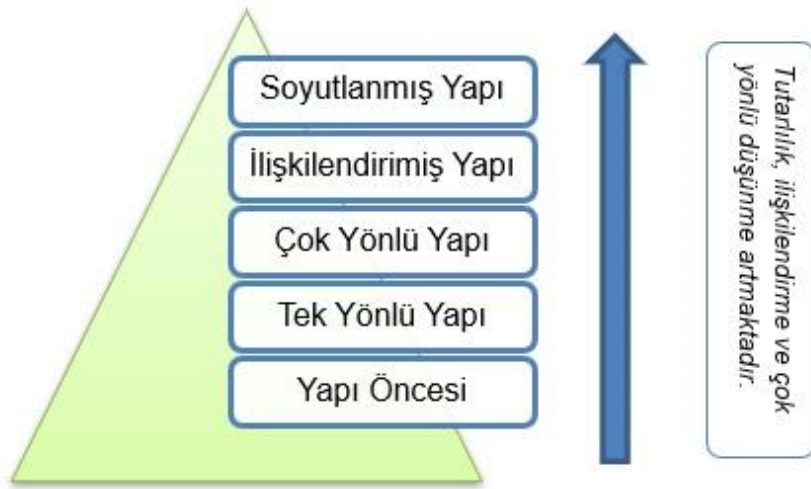 Soyutlanmış Yapı
İlişkilendirimiş Yapı
Çok Yönlü Yapı
Tek Yönlü Yapı
Yapı Öncesi
Tutarlılık, ilişkilendirme ve çok
yönlü düşünme artmaktadır.